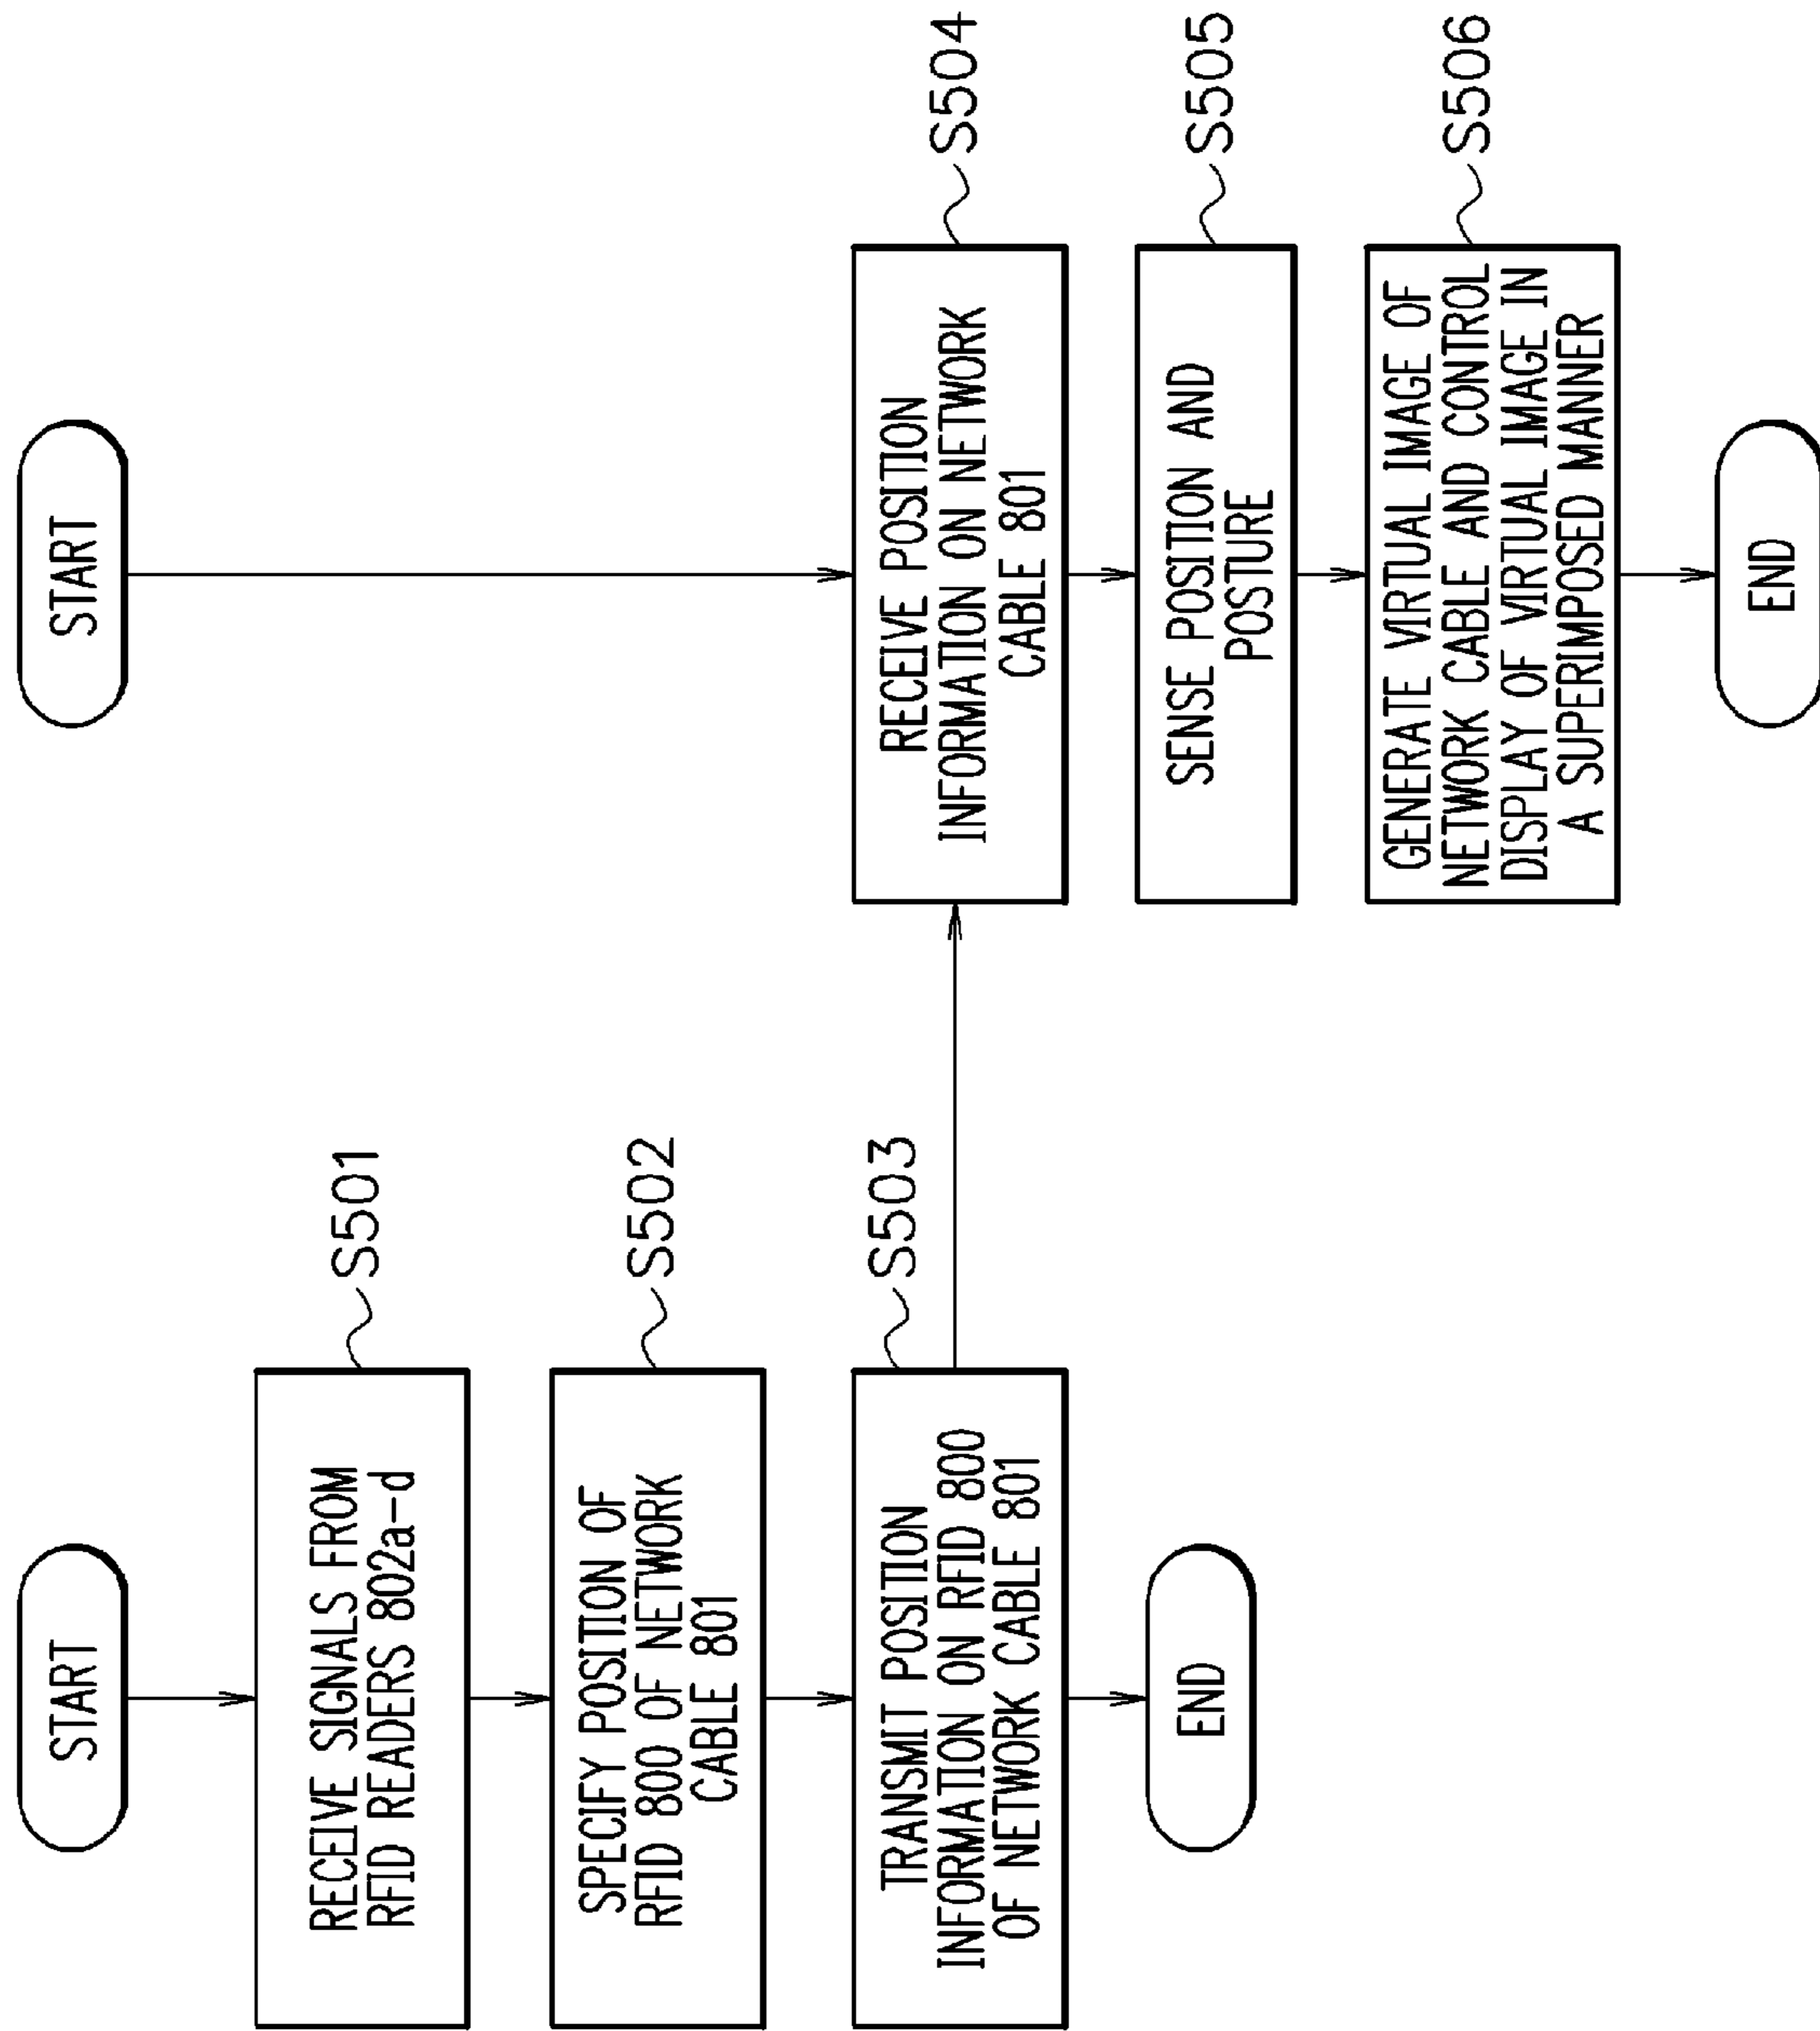 START
RECEIVE SIGNALS FROM
RFID READERS 802a-d
S501
SPECIFY POSITION OF
RFID 800 OF NETWORK
CABLE 801
S502
TRANSMIT POSITION
INFORMATION ON RFID 800
OF NETWORK CABLE 801
S503
END
START
RECEIVE POSITION
INFORMATION ON NETWORK
CABLE 801
S504
SENSE POSITION AND
POSTURE
S505
GENERATE VIRTUAL IMAGE OF
NETWORK CABLE AND CONTROL
DISPLAY OF VIRTUAL IMAGE IN
A SUPERIMPOSED MANNER
S506
END